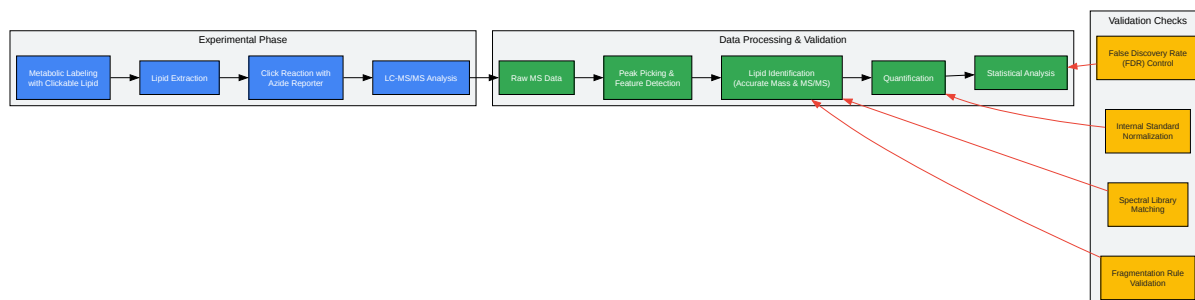 Experimental Phase
Metabolic Labeling
with Clickable Lipid
Lipid Extraction
Click Reaction with
Azide Reporter
LC-MS/MS Analysis
Data Processing & Validation
Raw MS Data
Peak Picking &
Feature Detection
Lipid Identification
(Accurate Mass & MS/MS)
Quantification
Statistical Analysis
Validation Checks
False Discovery Rate
(FDR) Control
Internal Standard
Normalization
Spectral Library
Matching
Fragmentation Rule
Validation